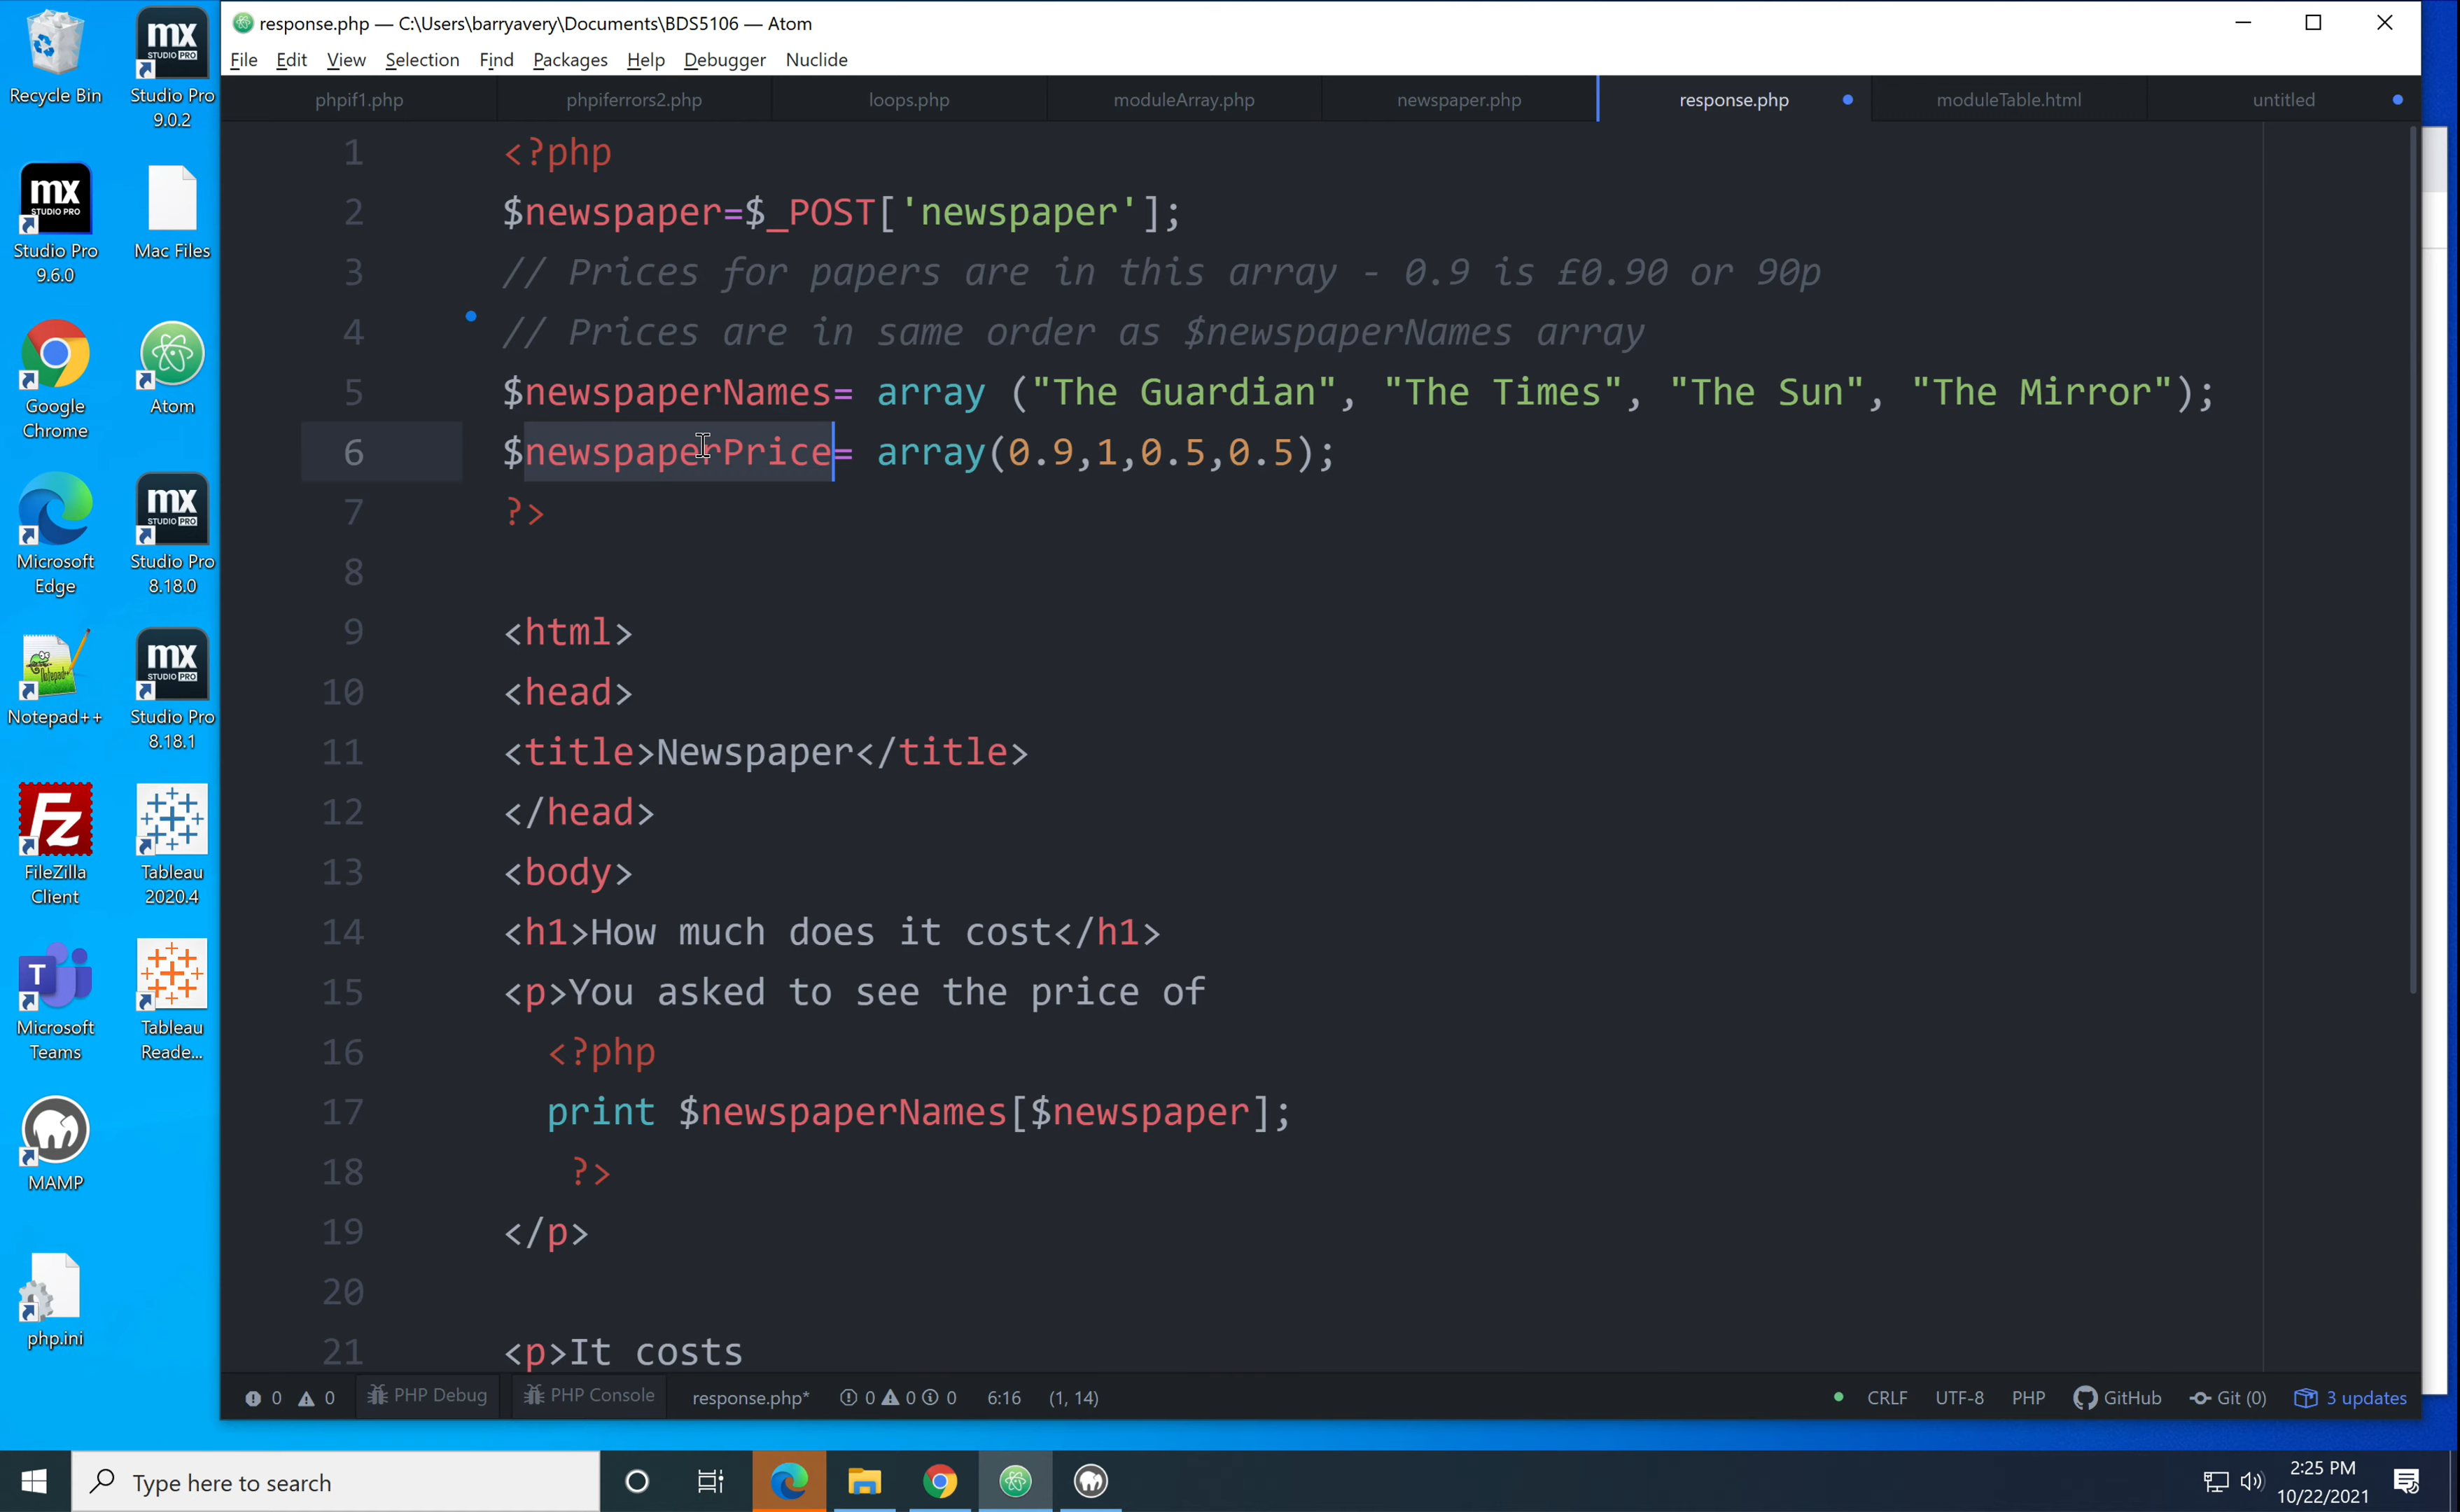 Recycle Bin
Studio Pro
9.0.2
Studio Pro
9.6.0
Mac Files
Google
Chrome
Atom
Microsoft
Edge
Studio Pro
8.18.0
Notepad++
Studio Pro
8.18.1
FileZilla
Client
Tableau
2020.4
Microsoft
Teams
Tableau
Reade...
MAMP
php.ini
response.php — C:\Users\barryavery\Documents\BDS5106 — Atom
File Edit View Selection Find Packages Help Debugger Nuclide
phpif1.php phpiferrors2.php loops.php moduleArray.php newspaper.php response.php moduleTable.html untitled
1 <?php
2 $newspaper=$_POST['newspaper'];
3 // Prices for papers are in this array - 0.9 is £0.90 or 90p
4 // Prices are in same order as $newspaperNames array
5 $newspaperNames= array ("The Guardian", "The Times", "The Sun", "The Mirror");
6 $newspaperPrice= array(0.9,1,0.5,0.5);
7 ?>
8
9 <html>
10 <head>
11 <title>Newspaper</title>
12 </head>
13 <body>
14 <h1>How much does it cost</h1>
15 <p>You asked to see the price of
16 <?php
17 print $newspaperNames[$newspaper];
18 ?>
19 </p>
20
21 <p>It costs
0 0 PHP Debug PHP Console response.php* 0 0 0 6:16 (1, 14) CRLF UTF-8 PHP GitHub Git (0) 3 updates
Type here to search
2:25 PM
10/22/2021